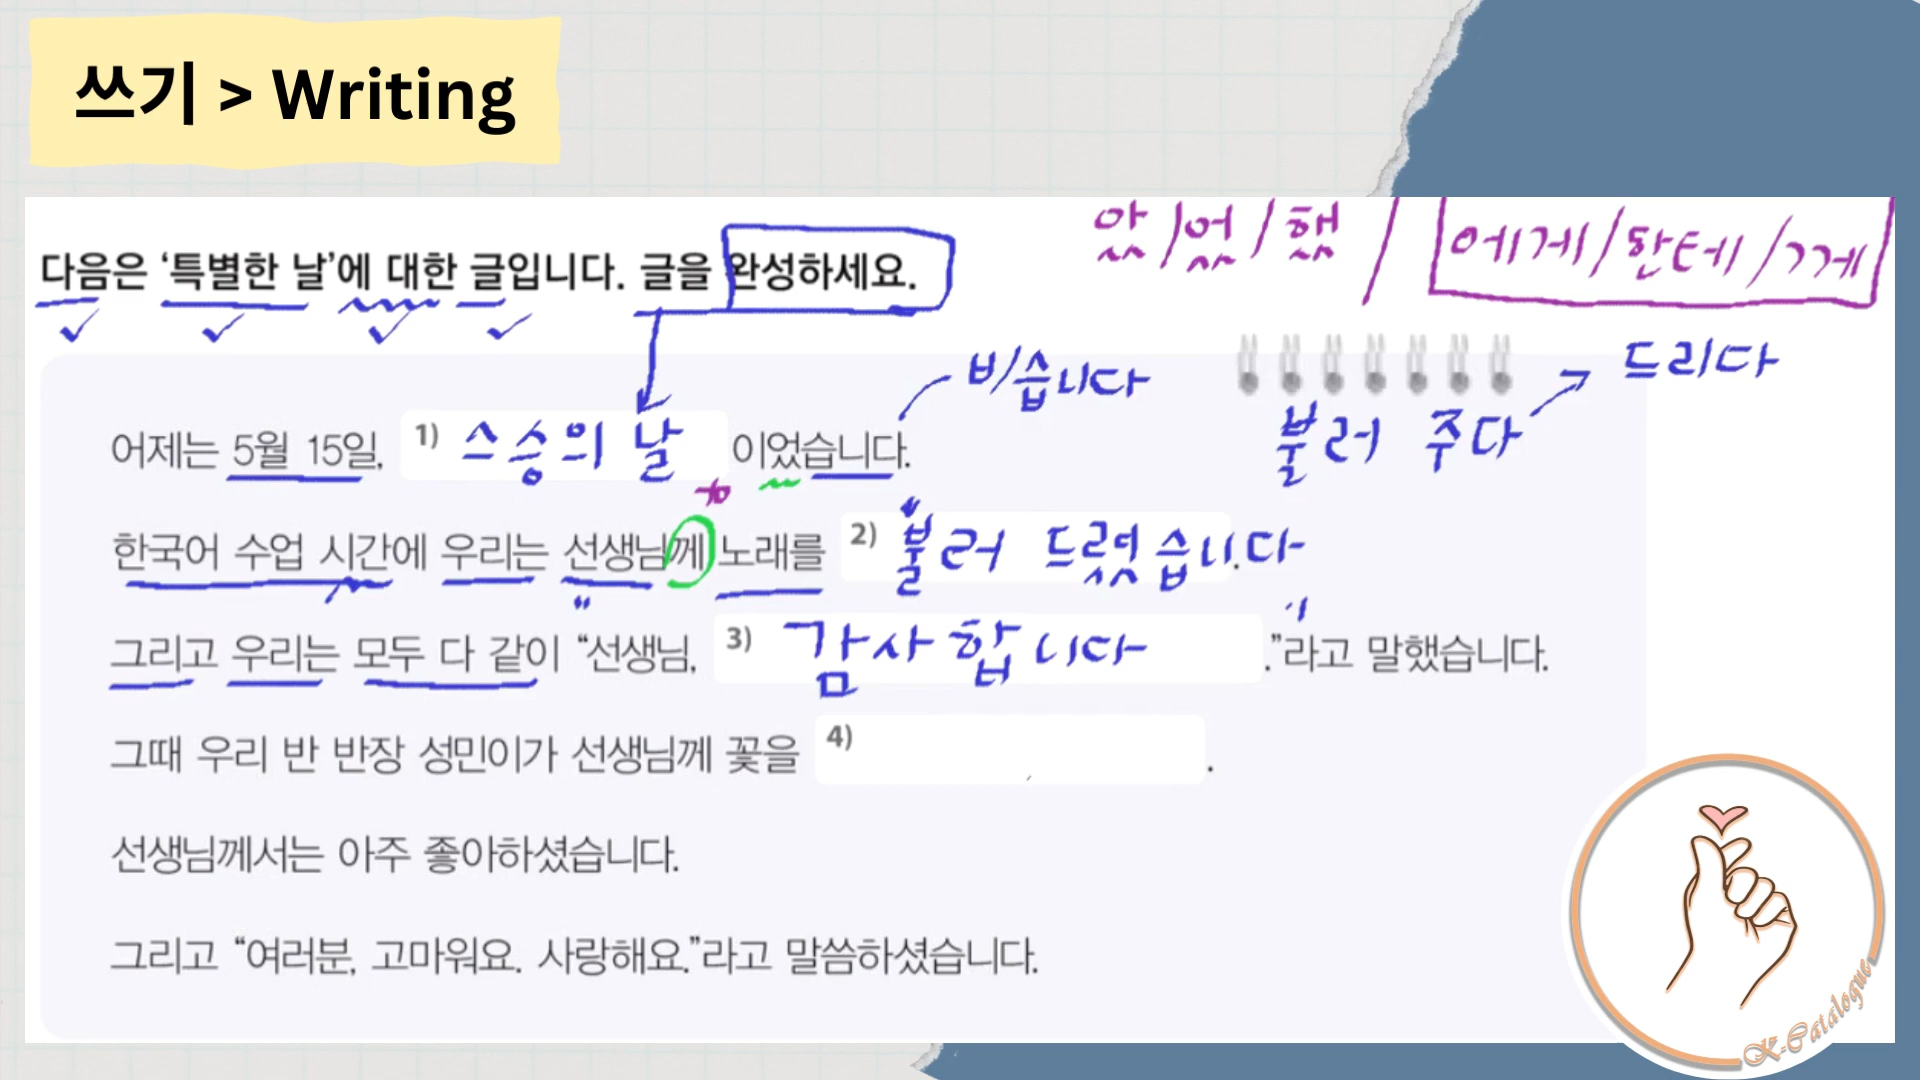 쓰기 > Writing
았/었/했/ 에게/한테/께
다음은 ‘특별한 날’에 대한 글입니다. 글을 완성하세요.
ㅂ/습니다
불러 주다
드리다
어제는 5월 15일, 1) 스승의 날 이었습니다.
한국어 수업 시간에 우리는 선생님께 노래를 2) 불러 드렸습니다.
그리고 우리는 모두 다 같이 “선생님, 3) 감사합니다.”라고 말했습니다.
그때 우리 반 반장 성민이가 선생님께 꽃을 4) .
선생님께서는 아주 좋아하셨습니다.
그리고 “여러분, 고마워요. 사랑해요.”라고 말씀하셨습니다.
K-Catalogue